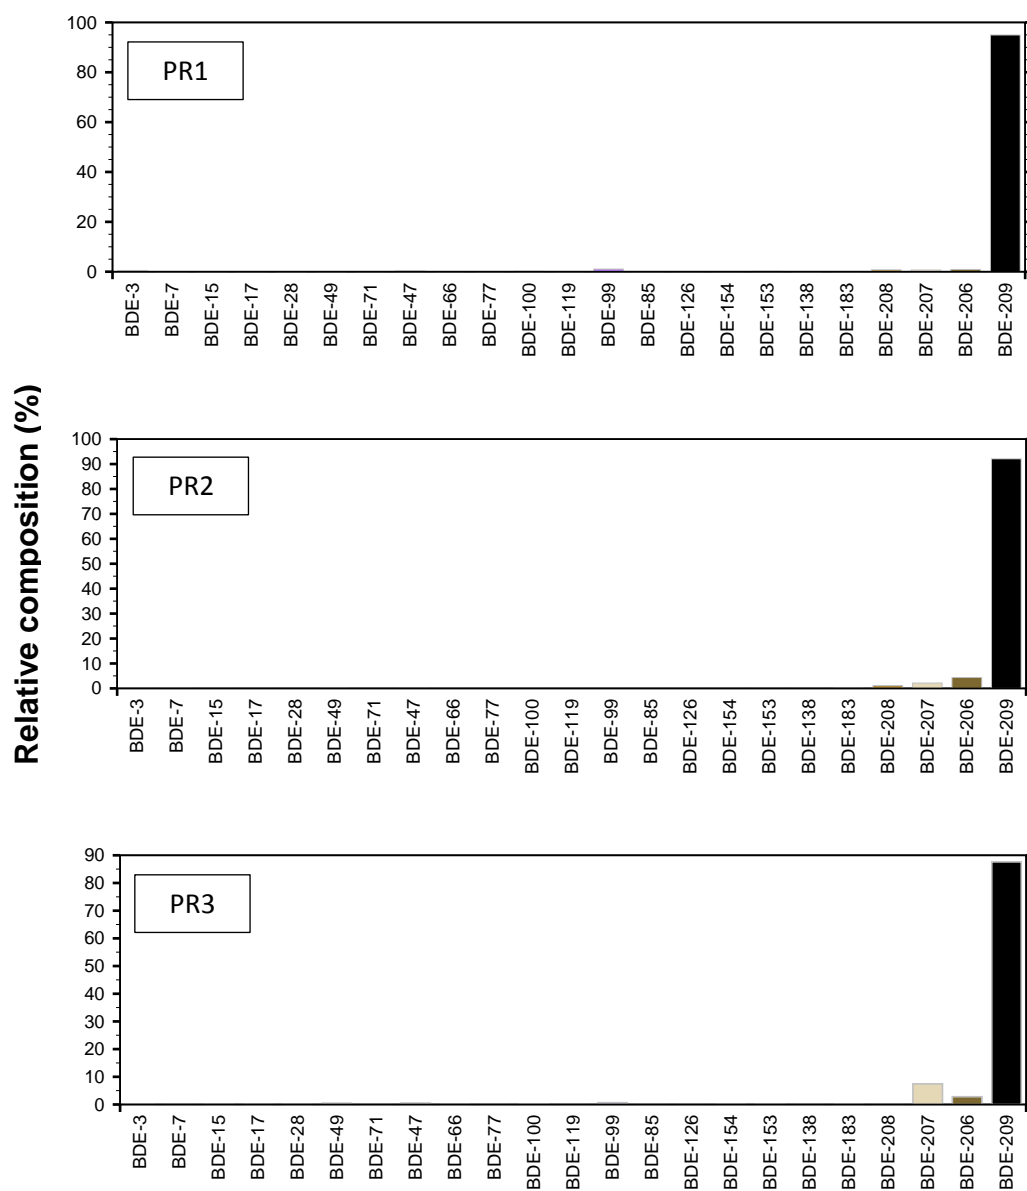 Relative composition (%)
PR1
100
80
60
40
20
0
BDE-3
BDE-7
BDE-15
BDE-17
BDE-28
BDE-49
BDE-71
BDE-47
BDE-66
BDE-77
BDE-100
BDE-119
BDE-99
BDE-85
BDE-126
BDE-154
BDE-153
BDE-138
BDE-183
BDE-208
BDE-207
BDE-206
BDE-209
PR2
100
90
80
70
60
50
40
30
20
10
0
BDE-3
BDE-7
BDE-15
BDE-17
BDE-28
BDE-49
BDE-71
BDE-47
BDE-66
BDE-77
BDE-100
BDE-119
BDE-99
BDE-85
BDE-126
BDE-154
BDE-153
BDE-138
BDE-183
BDE-208
BDE-207
BDE-206
BDE-209
PR3
90
80
70
60
50
40
30
20
10
0
BDE-3
BDE-7
BDE-15
BDE-17
BDE-28
BDE-49
BDE-71
BDE-47
BDE-66
BDE-77
BDE-100
BDE-119
BDE-99
BDE-85
BDE-126
BDE-154
BDE-153
BDE-138
BDE-183
BDE-208
BDE-207
BDE-206
BDE-209